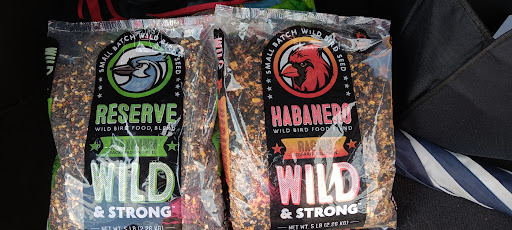 WILD
SMALL BATCH WILD BIRD SEED
RESERVE
WILD BIRD FOOD BLEND
WILD
& STRONG
NET WT. 5 LB (2.26 KG)
SMALL BATCH WILD BIRD SEED
HABANERO
WILD BIRD FOOD BLEND
WILD
& STRONG
NET WT. 5 LB (2.26 KG)